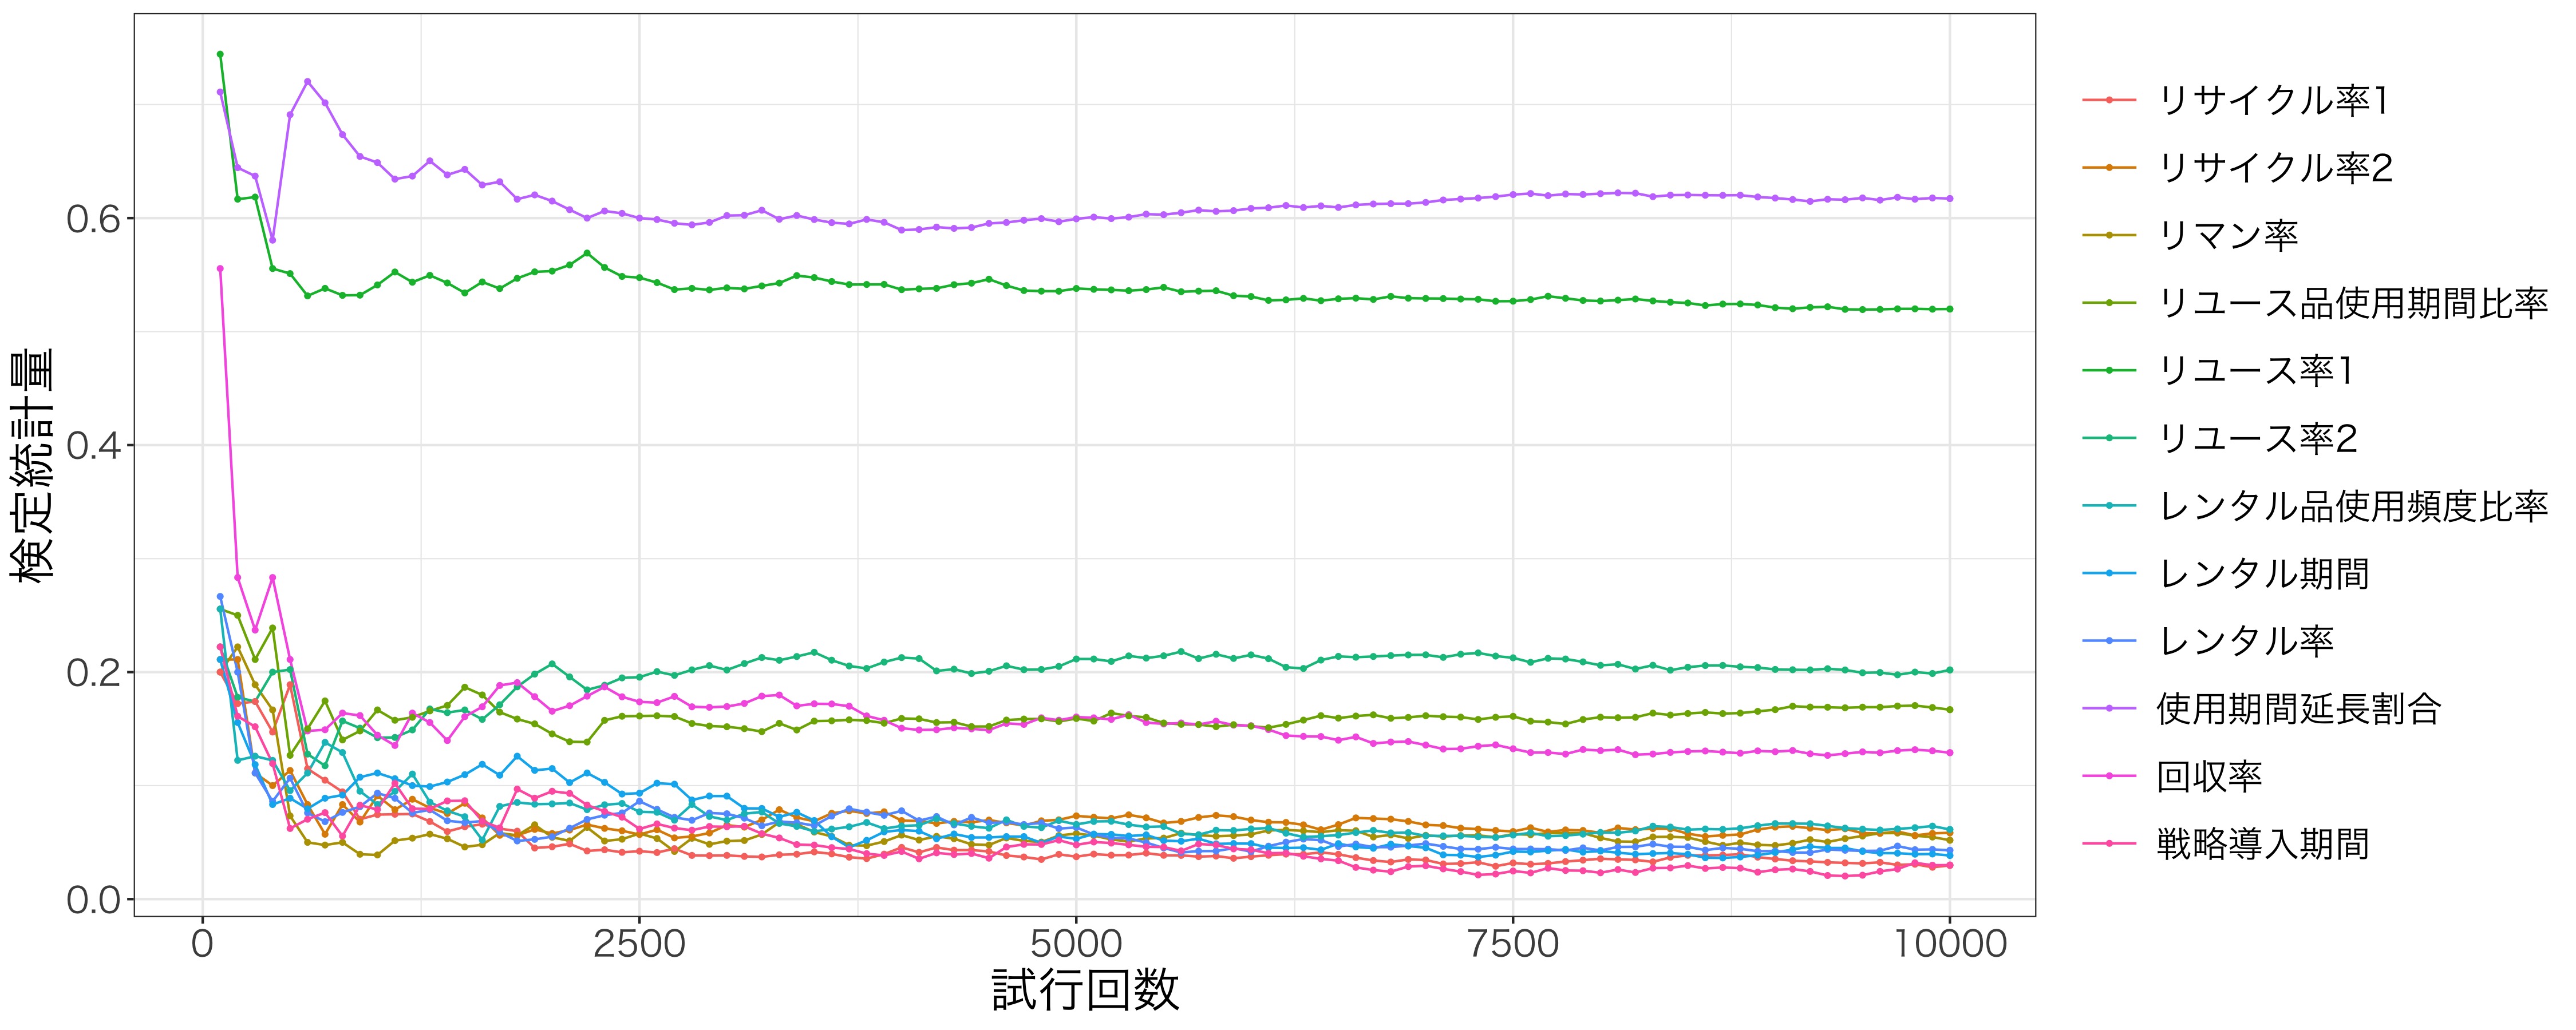 検定統計量
0.6
0.4
0.2
0.0
0
2500
5000
7500
10000
試行回数
リサイクル率1
リサイクル率2
リマン率
リユース品使用期間比率
リユース率1
リユース率2
レンタル品使用頻度比率
レンタル期間
レンタル率
使用期間延長割合
回収率
戦略導入期間